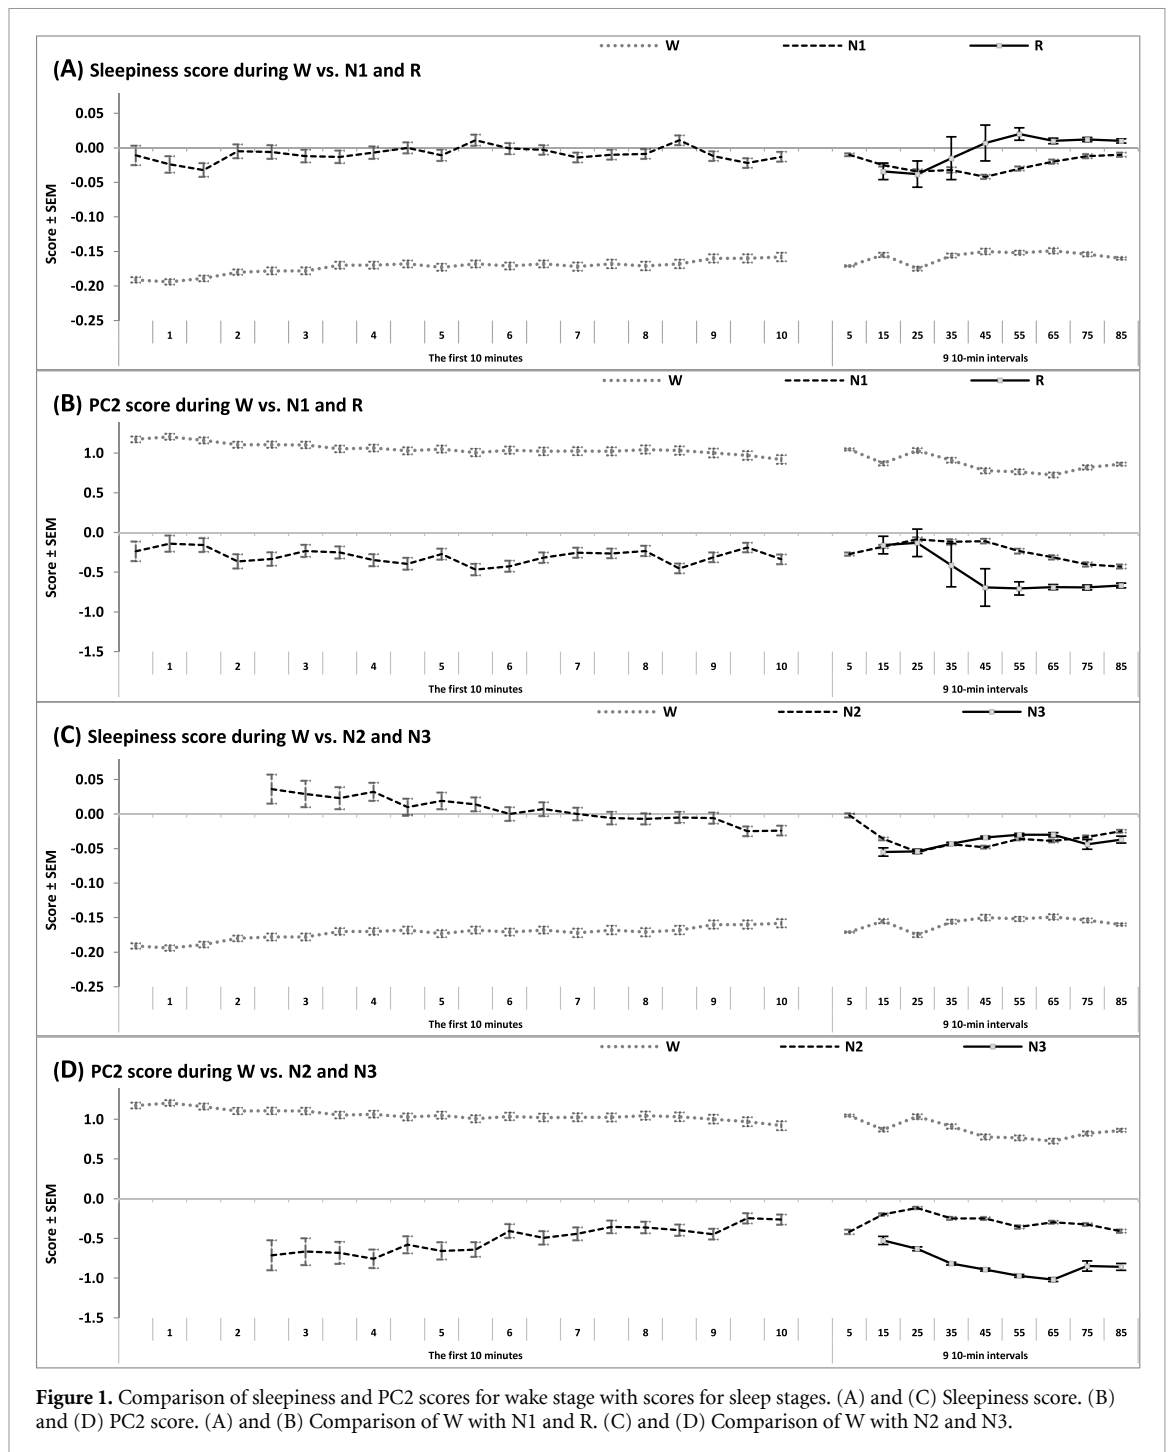 W N1 R
(A) Sleepiness score during W vs. N1 and R
Score ± SEM
0.05
0.00
-0.05
-0.10
-0.15
-0.20
-0.25
1 2 3 4 5 6 7 8 9 10 5 15 25 35 45 55 65 75 85
The first 10 minutes 9 10-min intervals
W N1 R
(B) PC2 score during W vs. N1 and R
Score ± SEM
1.0
0.5
0.0
-0.5
-1.0
-1.5
1 2 3 4 5 6 7 8 9 10 5 15 25 35 45 55 65 75 85
The first 10 minutes 9 10-min intervals
W N2 N3
(C) Sleepiness score during W vs. N2 and N3
Score ± SEM
0.05
0.00
-0.05
-0.10
-0.15
-0.20
-0.25
1 2 3 4 5 6 7 8 9 10 5 15 25 35 45 55 65 75 85
The first 10 minutes 9 10-min intervals
W N2 N3
(D) PC2 score during W vs. N2 and N3
Score ± SEM
1.0
0.5
0.0
-0.5
-1.0
-1.5
1 2 3 4 5 6 7 8 9 10 5 15 25 35 45 55 65 75 85
The first 10 minutes 9 10-min intervals
Figure 1. Comparison of sleepiness and PC2 scores for wake stage with scores for sleep stages. (A) and (C) Sleepiness score. (B)
and (D) PC2 score. (A) and (B) Comparison of W with N1 and R. (C) and (D) Comparison of W with N2 and N3.